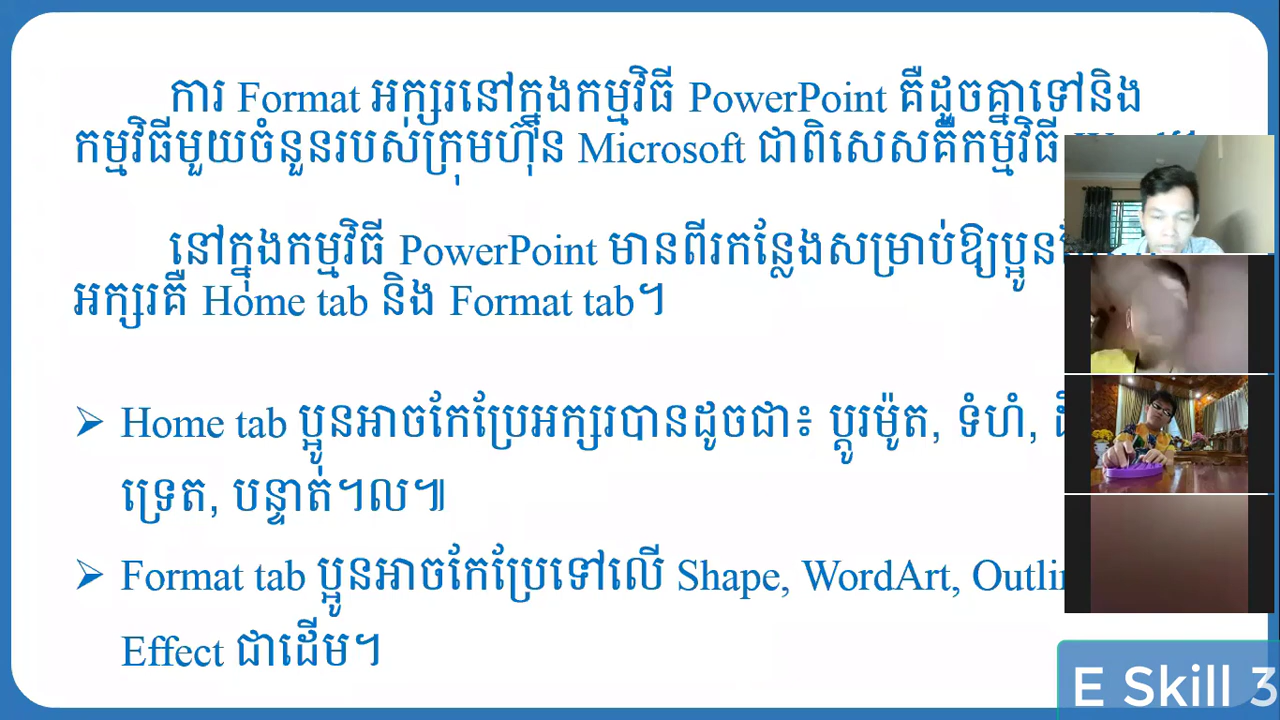 ការ Format អក្សរនៅក្នុងកម្មវិធី PowerPoint គឺដូចគ្នាទៅនិង
កម្មវិធីមួយចំនួនរបស់ក្រុមហ៊ុន Microsoft ជាពិសេសគឺកម្មវិធី
នៅក្នុងកម្មវិធី PowerPoint មានពីរកន្លែងសម្រាប់ឱ្យប្អូន
អក្សរគឺ Home tab និង Format tab។
➢ Home tab ប្អូនអាចកែប្រែអក្សរបានដូចជា៖ ប្ដូរម៉ូត, ទំហំ,
ទ្រេត, បន្ទាត់។ល៕
➢ Format tab ប្អូនអាចកែប្រែទៅលើ Shape, WordArt,
Effect ជាដើម។
E Skill 3